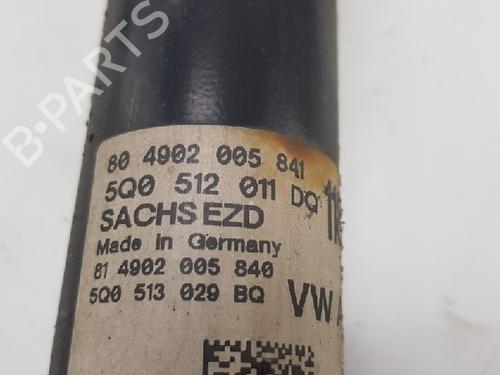 B-PARTS
80 4902 005 841
5Q0 512 011 DQ
SACHS EZD
Made in Germany
81 4902 005 840
5Q0 513 029 BQ
VW